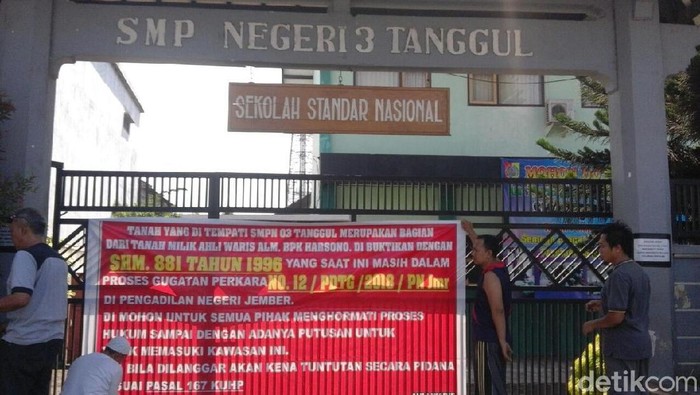 SMP NEGERI 3 TANGGUL
SEKOLAH STANDAR NASIONAL
TANAH YANG DI TEMPATI SMPN 03 TANGGUL MERUPAKAN BAGIAN
DARI TANAH MILIK AHLI WARIS ALM. BPK HARSONO. DI BUKTIKAN DENGAN
SHM. 881 TAHUN 1996 YANG SAAT INI MASIH DALAM
PROSES GUGATAN PERKARA NO. 12 / PDTG /2018 / PN Jmr
DI PENGADILAN NEGERI JEMBER.
DI MOHON UNTUK SEMUA PIHAK MENGHORMATI PROSES
HUKUM SAMPAI DENGAN ADANYA PUTUSAN UNTUK
MEMASUKI KAWASAN INI.
BILA DILANGGAR AKAN KENA TUNTUTAN SECARA PIDANA
PASAL 167 KUHP
detikcom